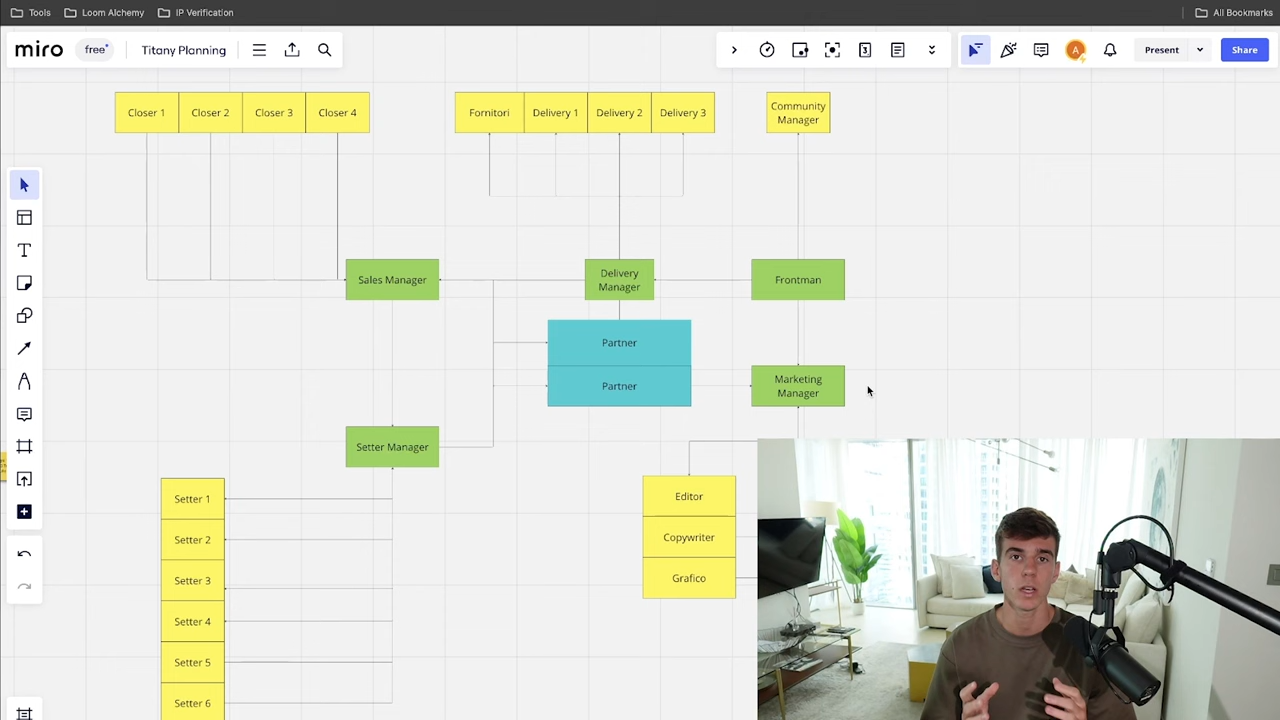 Tools
Loom Alchemy
IP Verification
All Bookmarks
miro
free
Titany Planning
3
A
Present
Share
Closer 1
Closer 2
Closer 3
Closer 4
Fornitori
Delivery 1
Delivery 2
Delivery 3
Community
Manager
Sales Manager
Delivery
Manager
Frontman
Partner
Partner
Marketing
Manager
Setter Manager
Setter 1
Setter 2
Setter 3
Setter 4
Setter 5
Setter 6
Editor
Copywriter
Grafico